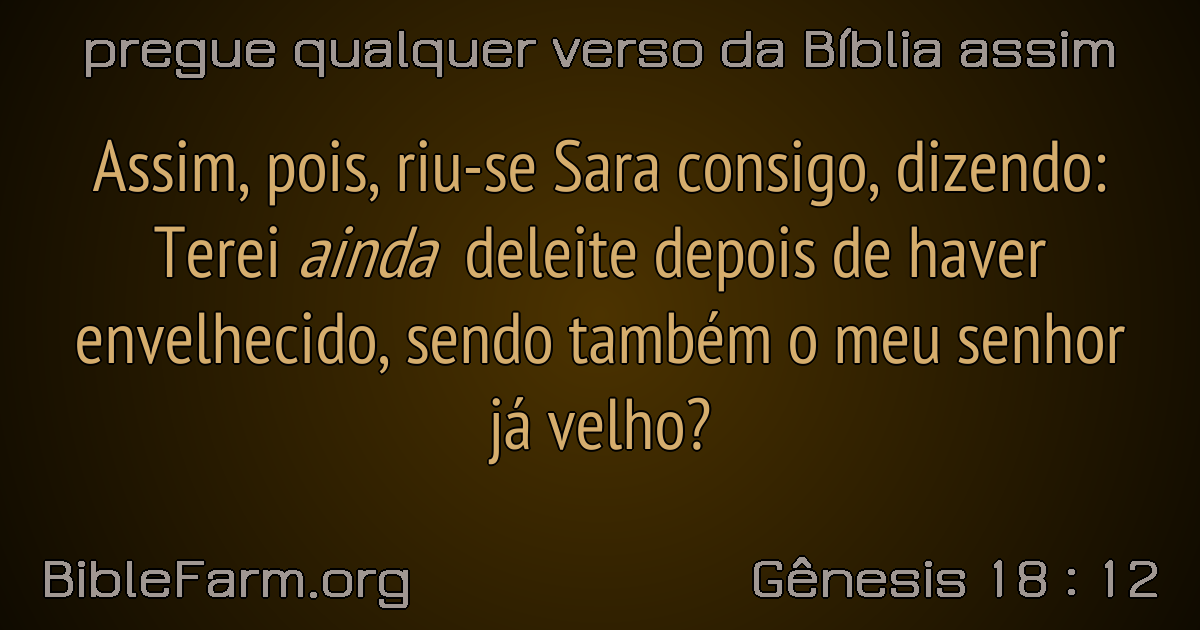 pregue qualquer verso da Bíblia assim
Assim, pois, riu-se Sara consigo, dizendo:
Terei ainda deleite depois de haver
envelhecido, sendo também o meu senhor
já velho?
BibleFarm.org
Gênesis 18 : 12